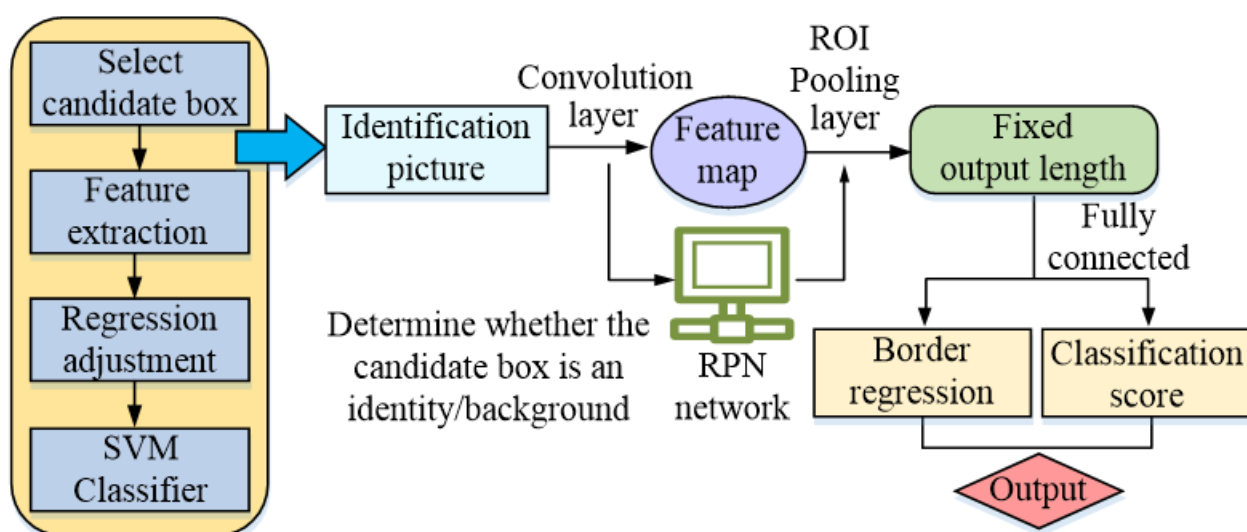 Select
candidate box
Feature
extraction
Regression
adjustment
SVM
Classifier
Identification
picture
Convolution
layer
Feature
map
ROI
Pooling
layer
Fixed
output length
Determine whether the
candidate box is an
identity/background
RPN
network
Fully
connected
Border
regression
Classification
score
Output